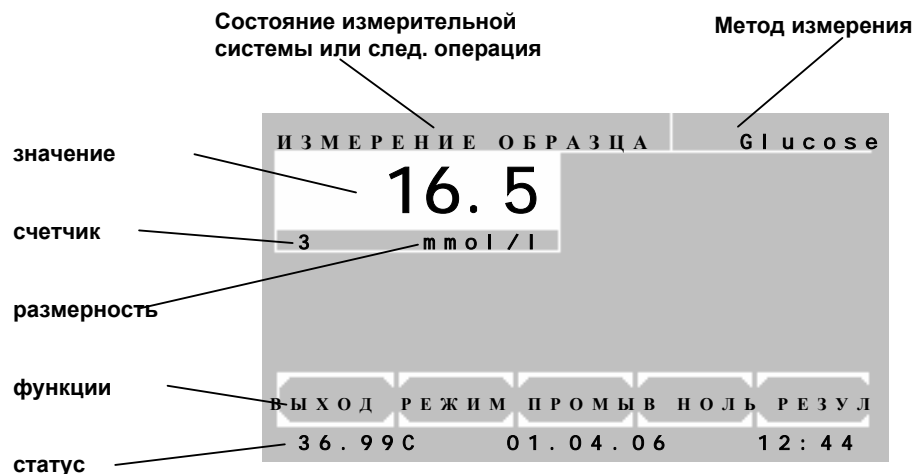 Состояние измерительной
системы или след. операция
Метод измерения
ИЗМЕРЕНИЕ ОБРАЗЦА Glucose
значение
16.5
счетчик
3 mmol/l
размерность
функции
ВЫХОД РЕЖИМ ПРОМЫВ НОЛЬ РЕЗУЛ
36.99C 01.04.06 12:44
статус